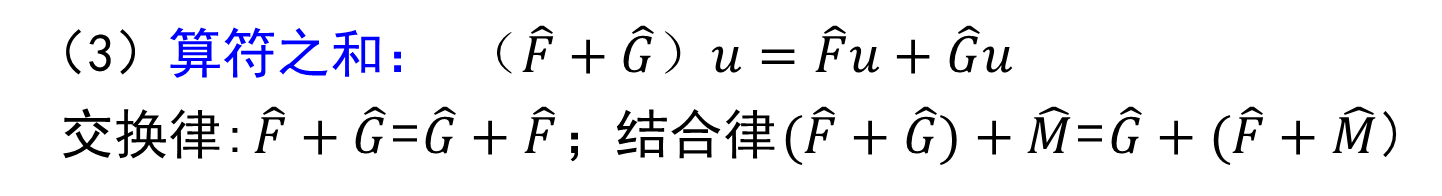 （3）算符之和： （F̂ + Ĝ）u = F̂u + Ĝu
交换律:F̂ + Ĝ=Ĝ + F̂；结合律(F̂ + Ĝ) + M̂=Ĝ + (F̂ + M̂）